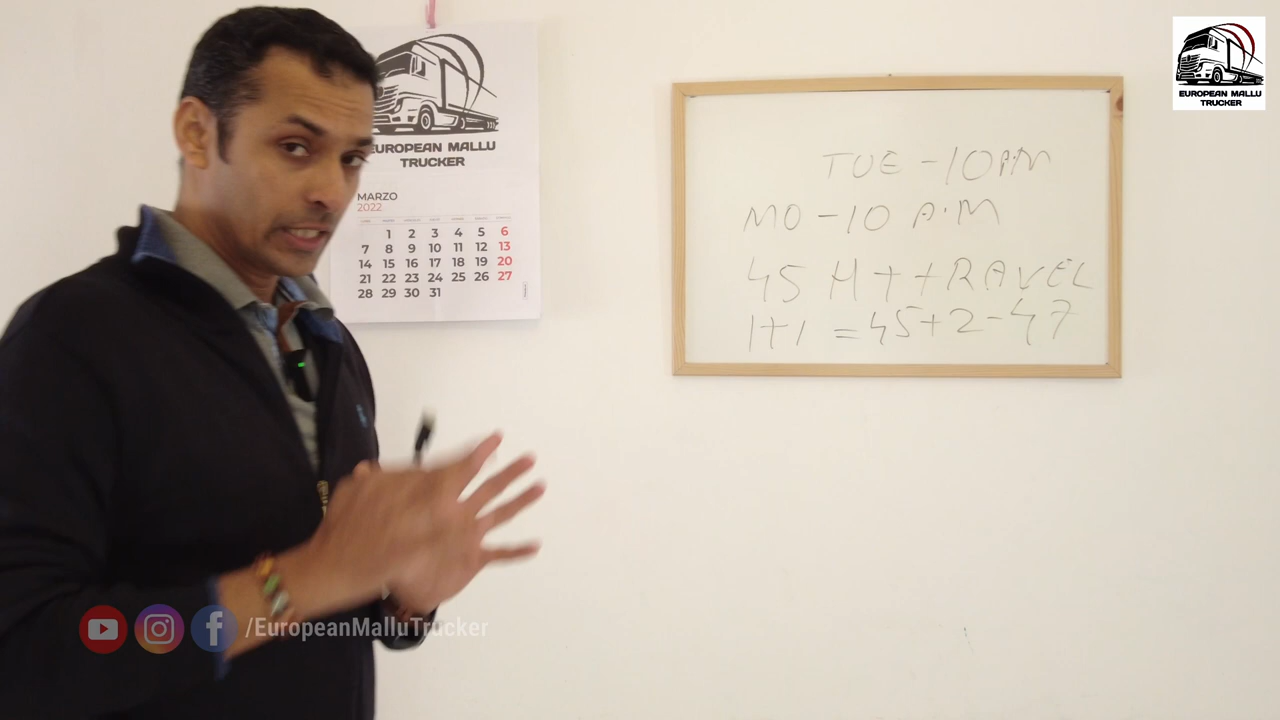 EUROPEAN MALLU
TRUCKER
MARZO
2022
1 2 3 4 5 6
7 8 9 10 11 12 13
14 15 16 17 18 19 20
21 22 23 24 25 26 27
28 29 30 31
TUE - 10 PM
MO - 10 P.M
45 H + TRAVEL
1+1 = 45+2 - 47
EUROPEAN MALLU
TRUCKER
/EuropeanMalluTrucker